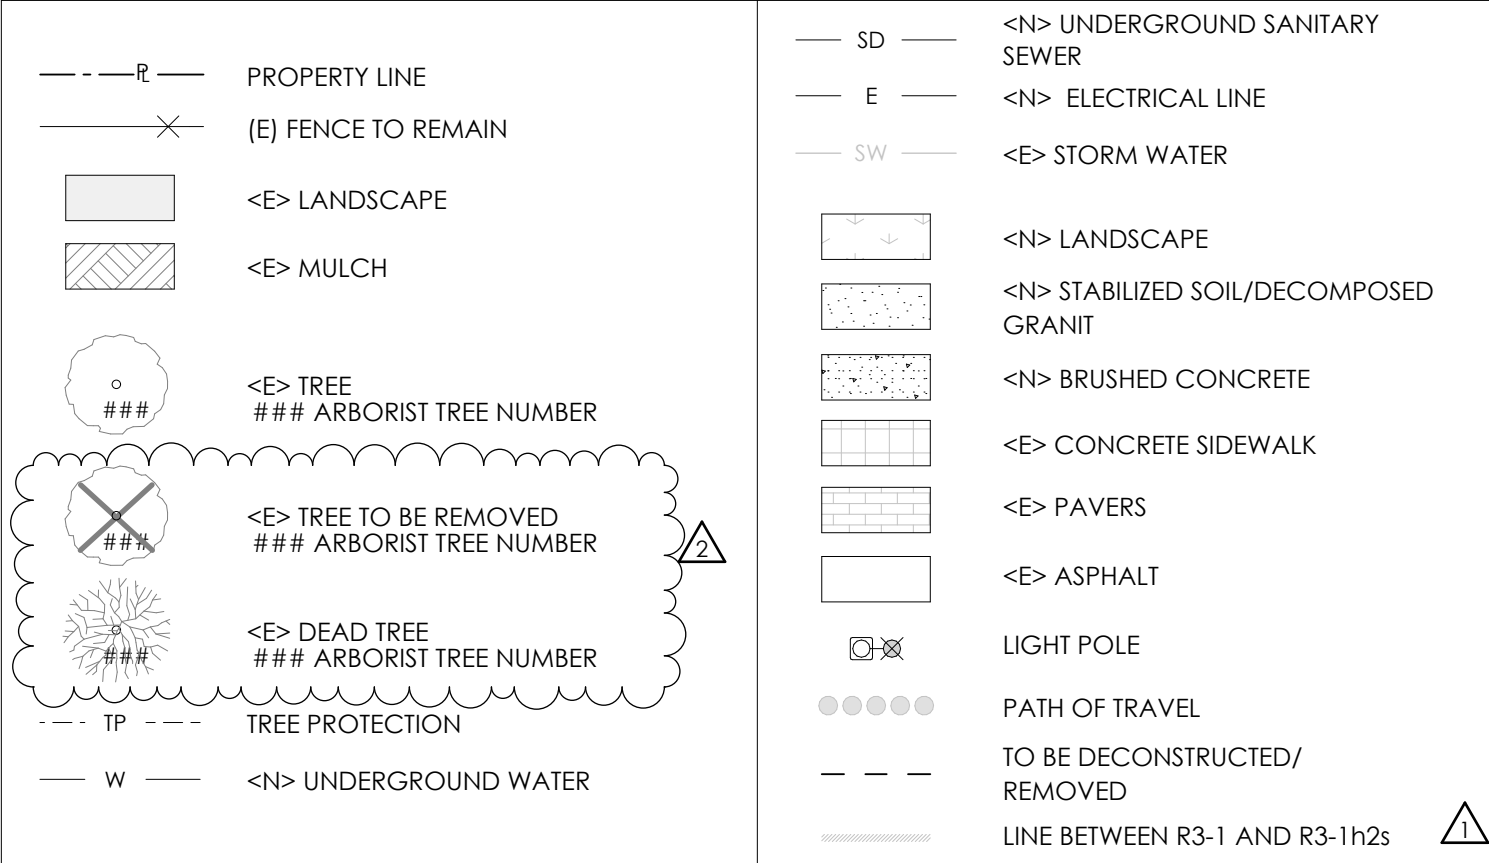 PL PROPERTY LINE
(E) FENCE TO REMAIN
<E> LANDSCAPE
<E> MULCH
<E> TREE
### ### ARBORIST TREE NUMBER
<E> TREE TO BE REMOVED
### ### ARBORIST TREE NUMBER
2
<E> DEAD TREE
### ### ARBORIST TREE NUMBER
TP TREE PROTECTION
W <N> UNDERGROUND WATER
SD <N> UNDERGROUND SANITARY
SEWER
E <N> ELECTRICAL LINE
SW <E> STORM WATER
<N> LANDSCAPE
<N> STABILIZED SOIL/DECOMPOSED
GRANIT
<N> BRUSHED CONCRETE
<E> CONCRETE SIDEWALK
<E> PAVERS
<E> ASPHALT
LIGHT POLE
PATH OF TRAVEL
TO BE DECONSTRUCTED/
REMOVED
LINE BETWEEN R3-1 AND R3-1h2s
1